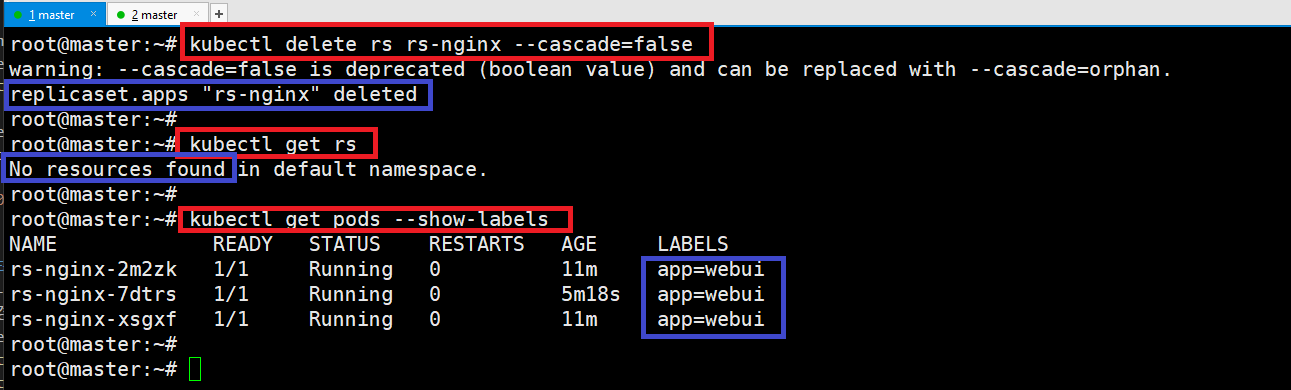 1 master × 2 master × +
root@master:~# kubectl delete rs rs-nginx --cascade=false
warning: --cascade=false is deprecated (boolean value) and can be replaced with --cascade=orphan.
replicaset.apps "rs-nginx" deleted
root@master:~#
root@master:~# kubectl get rs
No resources found in default namespace.
root@master:~#
root@master:~# kubectl get pods --show-labels
NAME READY STATUS RESTARTS AGE LABELS
rs-nginx-2m2zk 1/1 Running 0 11m app=webui
rs-nginx-7dtrs 1/1 Running 0 5m18s app=webui
rs-nginx-xsgxf 1/1 Running 0 11m app=webui
root@master:~#
root@master:~#